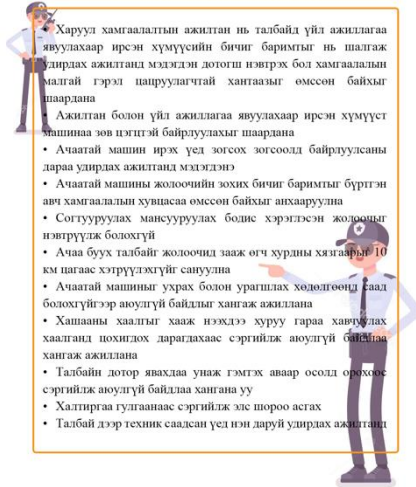 • Харуул хамгаалалтын ажилтан нь талбайд үйл ажиллагаа
явуулахаар ирсэн хүмүүсийн бичиг баримтыг нь шалгаж
удирдах ажилтанд мэдэгдэн дотогш нэвтрэх бол хамгаалалын
малгай гэрэл цацруулагчтай хантаазыг өмссөн байхыг
шаардана
• Ажилтан болон үйл ажиллагаа явуулахаар ирсэн хүмүүст
машинаа зөв цэгцтэй байрлуулахыг шаардана
• Ачаатай машин ирэх үед зогсох зогсоолд байрлуулсаны
дараа удирдах ажилтанд мэдэгдэнэ
• Ачаатай машины жолоочийн зохих бичиг баримтыг бүртгэн
авч хамгаалалын хувцасаа өмссөн байхыг анхааруулна
• Согтууруулах мансууруулах бодис хэрэглэсэн жолоочыг
нэвтрүүлж болохгүй
• Ачаа буух талбайг жолоочид зааж өгч хурдны хязгаарыг 10
км цагаас хэтрүүлэхгүйг сануулна
• Ачаатай машиныг ухрах болон урагшлах хөдөлгөөнд саад
болохгүйгээр аюулгүй байдлыг хангаж ажиллана
• Хашааны хаалгыг хааж нээхдээ хуруу гараа хавчуулах
хаалганд цохигдох дарагдахаас сэргийлж аюулгүй байдлаа
хангаж ажиллана
• Талбайн дотор явахдаа унаж гэмтэх аваар осолд орохоос
сэргийлж аюулгүй байдлаа хангана уу
• Халтиргаа гулгаанаас сэргийлж элс шороо асгах
• Талбай дээр техник саадсан үед нэн даруй удирдах ажилтанд